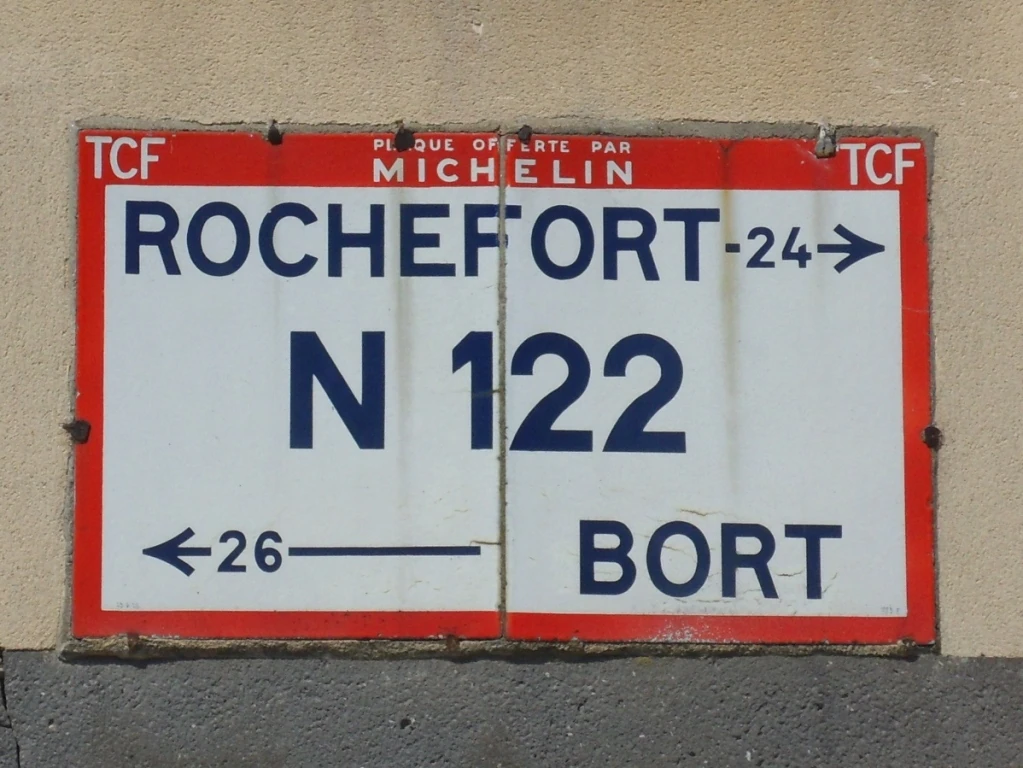 TCF PLAQUE OFFERTE PAR TCF
MICHELIN
ROCHEFORT -24→
N 122
←26— BORT